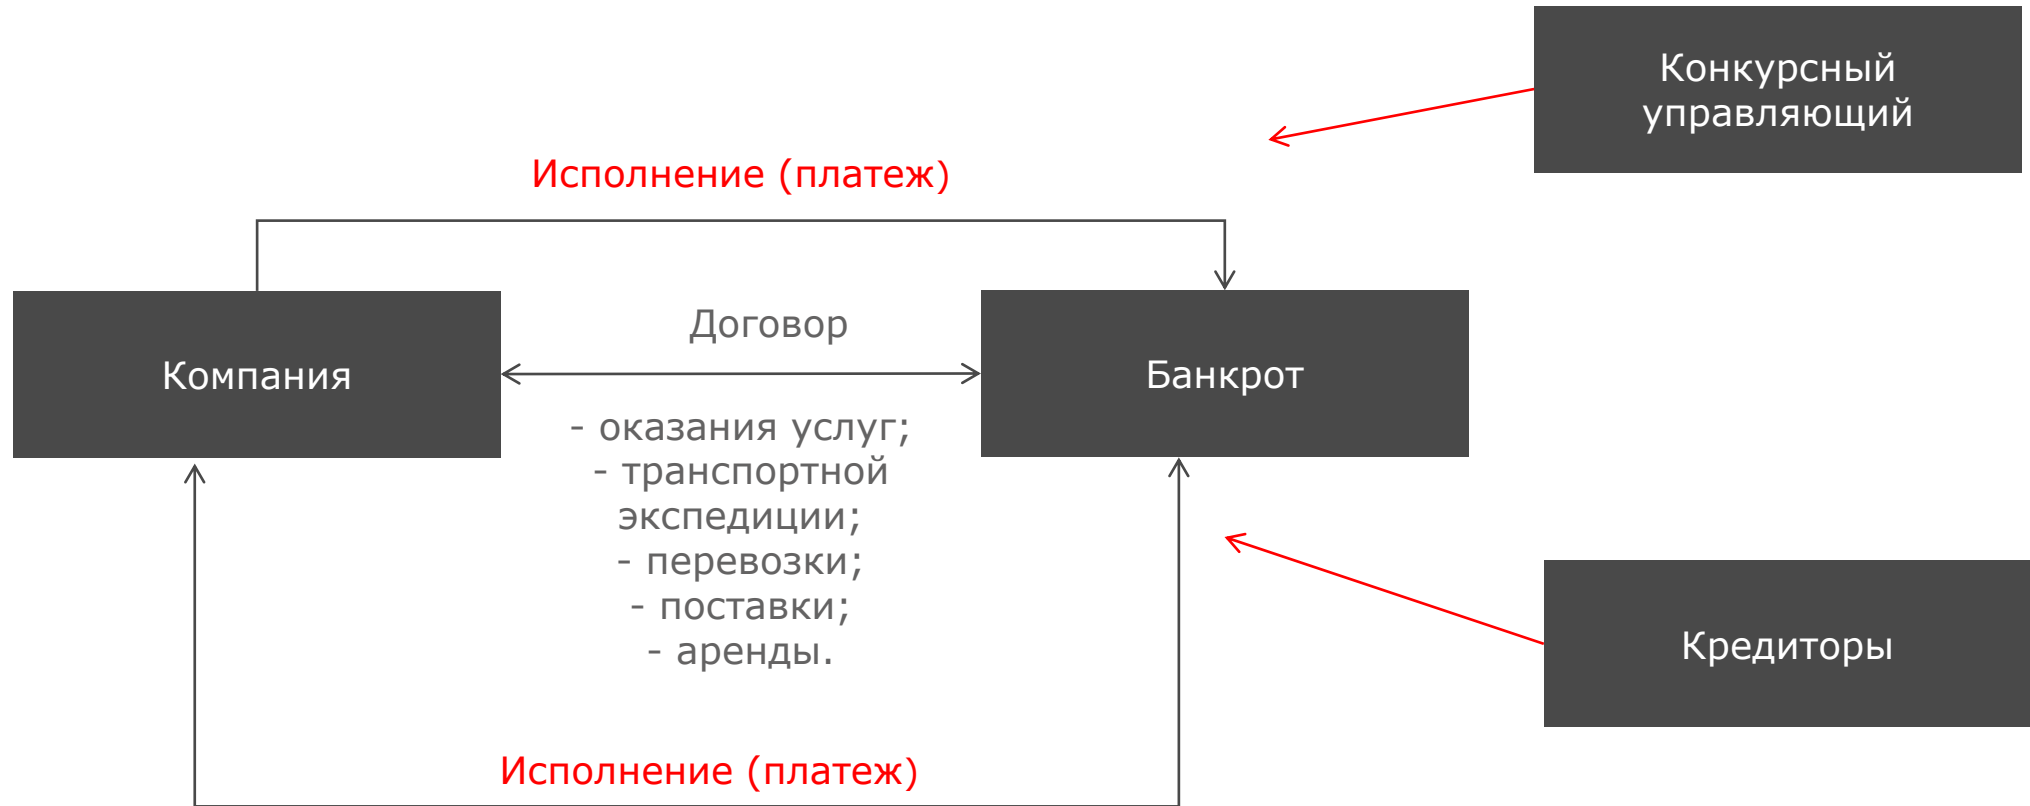 Конкурсный
управляющий
Исполнение (платеж)
Договор
Компания
Банкрот
- оказания услуг;
- транспортной
экспедиции;
- перевозки;
- поставки;
- аренды.
Кредиторы
Исполнение (платеж)